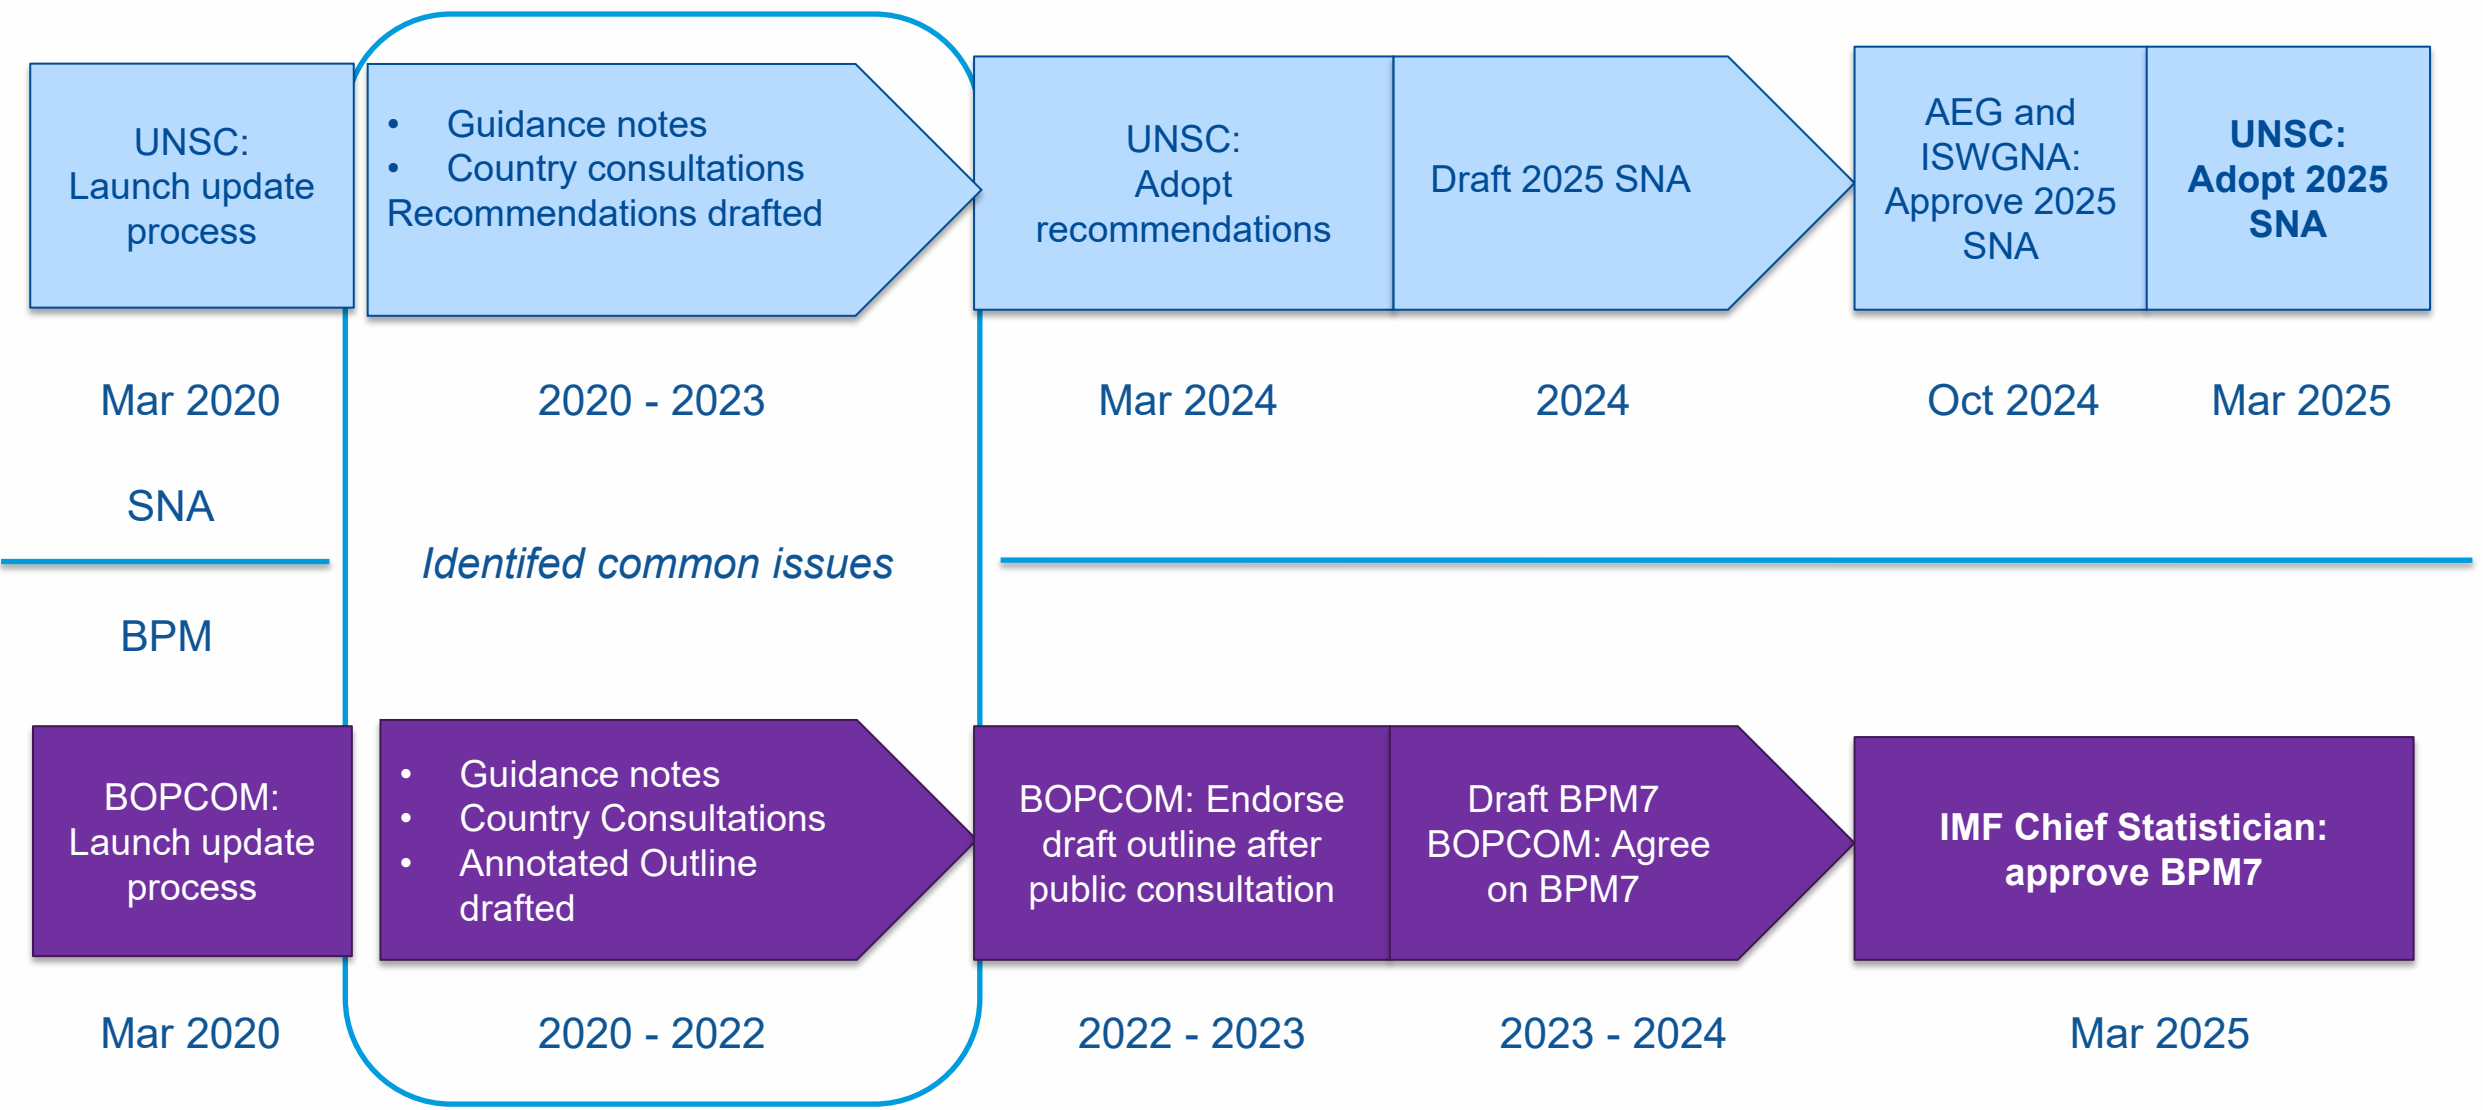 UNSC:
Launch update
process
• Guidance notes
• Country consultations
Recommendations drafted
UNSC:
Adopt
recommendations
Draft 2025 SNA
AEG and
ISWGNA:
Approve 2025
SNA
UNSC:
Adopt 2025
SNA
Mar 2020
2020 - 2023
Mar 2024
2024
Oct 2024
Mar 2025
SNA
Identifed common issues
BPM
BOPCOM:
Launch update
process
• Guidance notes
• Country Consultations
• Annotated Outline
drafted
BOPCOM: Endorse
draft outline after
public consultation
Draft BPM7
BOPCOM: Agree
on BPM7
IMF Chief Statistician:
approve BPM7
Mar 2020
2020 - 2022
2022 - 2023
2023 - 2024
Mar 2025